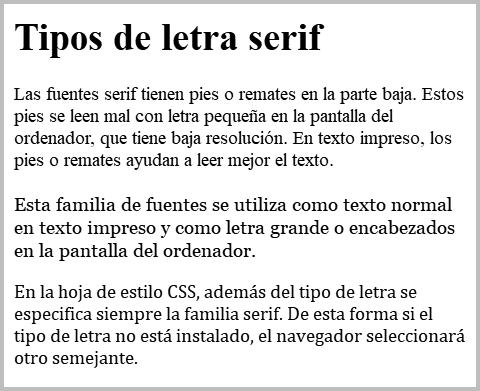 Tipos de letra serif
Las fuentes serif tienen pies o remates en la parte baja. Estos
pies se leen mal con letra pequeña en la pantalla del
ordenador, que tiene baja resolución. En texto impreso, los
pies o remates ayudan a leer mejor el texto.
Esta familia de fuentes se utiliza como texto normal
en texto impreso y como letra grande o encabezados
en la pantalla del ordenador.
En la hoja de estilo CSS, además del tipo de letra se
especifica siempre la familia serif. De esta forma si el
tipo de letra no está instalado, el navegador seleccionará
otro semejante.